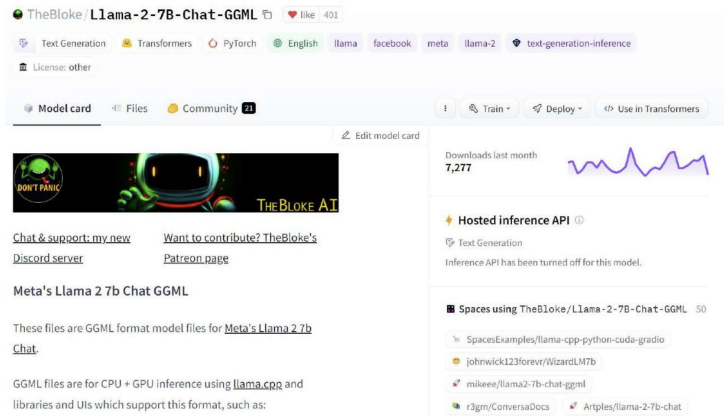 TheBloke/Llama-2-7B-Chat-GGML like 401
Text Generation Transformers PyTorch English llama facebook meta llama-2 text-generation-inference
License: other
Model card Files Community 21
Train Deploy </> Use in Transformers
Edit model card
DON'T PANIC
THEBLOKE AI
Chat & support: my new
Discord server
Want to contribute? TheBloke's
Patreon page
Meta's Llama 2 7b Chat GGML
These files are GGML format model files for Meta's Llama 2 7b
Chat.
GGML files are for CPU + GPU inference using llama.cpp and
libraries and UIs which support this format, such as:
Downloads last month
7,277
Hosted inference API
Text Generation
Inference API has been turned off for this model.
Spaces using TheBloke/Llama-2-7B-Chat-GGML 50
SpacesExamples/llama-cpp-python-cuda-gradio
johnwick123forevr/WizardLM7b
mikeee/llama2-7b-chat-ggml
r3gm/ConversaDocs Artples/llama-2-7b-chat